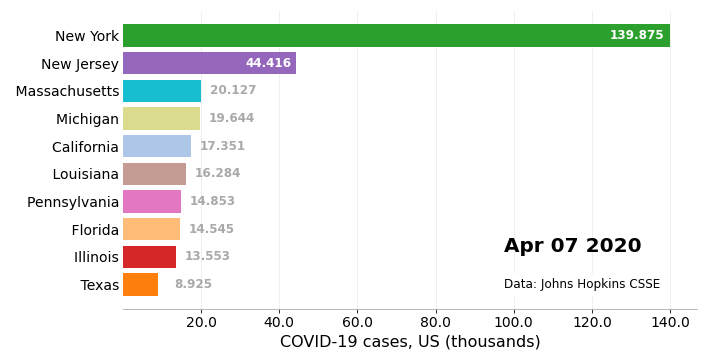 New York 139.875
New Jersey 44.416
Massachusetts 20.127
Michigan 19.644
California 17.351
Louisiana 16.284
Pennsylvania 14.853
Florida 14.545
Illinois 13.553
Texas 8.925
Apr 07 2020
Data: Johns Hopkins CSSE
20.0 40.0 60.0 80.0 100.0 120.0 140.0
COVID-19 cases, US (thousands)